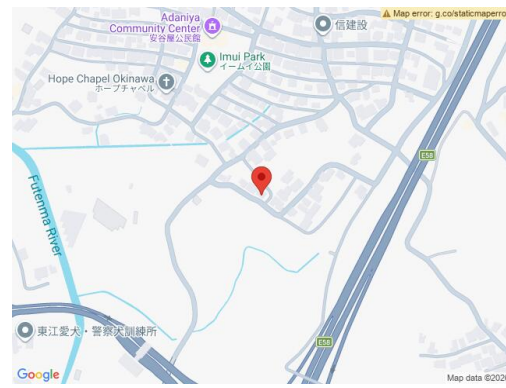 Map error: g.co/staticmaperro
Adaniya
Community Center
安谷屋公民館
信建設
Imui Park
イームイ公園
Hope Chapel Okinawa
ホープチャペル
E58
Futenma River
E58
東江愛犬・警察犬訓練所
Google
Map data ©2026